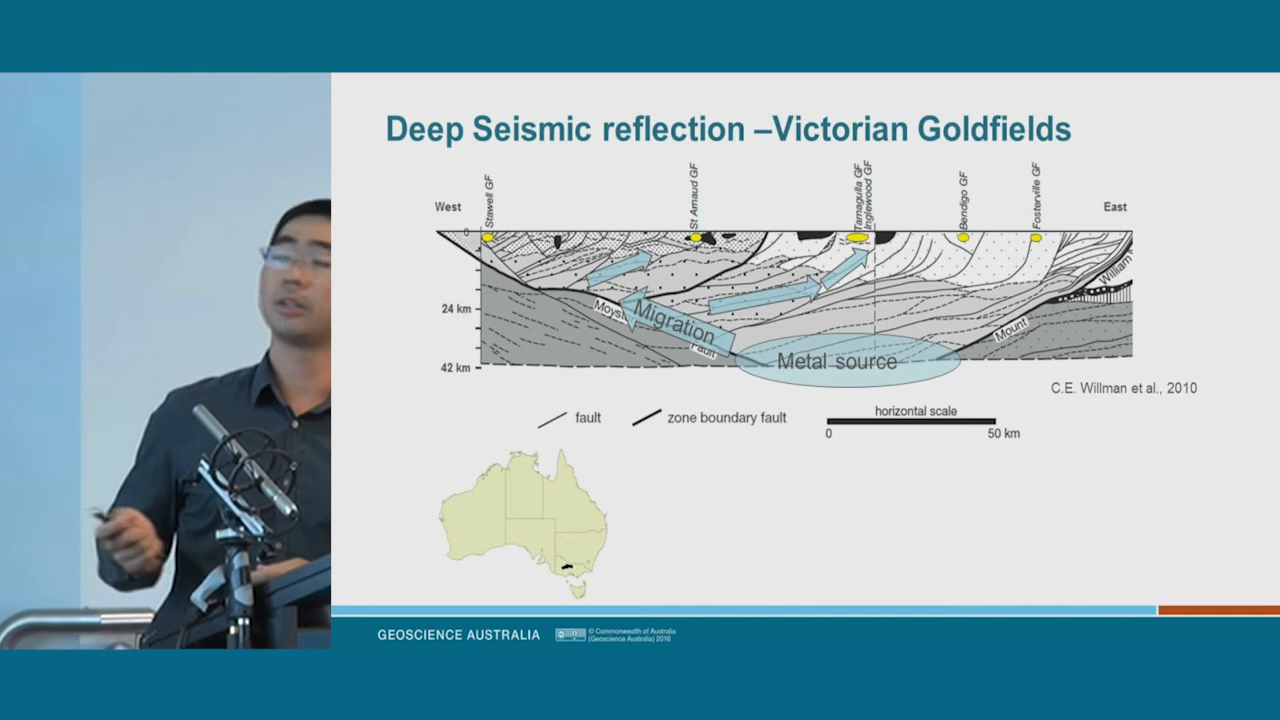 Deep Seismic reflection –Victorian Goldfields
Stawell GF
St Arnaud GF
Tarnagulla GF
Inglewood GF
Bendigo GF
Fosterville GF
West
East
0
24 km
42 km
Moyst
Fault
Migration
Metal source
Mount
William
C.E. Willman et al., 2010
fault
zone boundary fault
horizontal scale
0
50 km
GEOSCIENCE AUSTRALIA
© Commonwealth of Australia
(Geoscience Australia) 2016